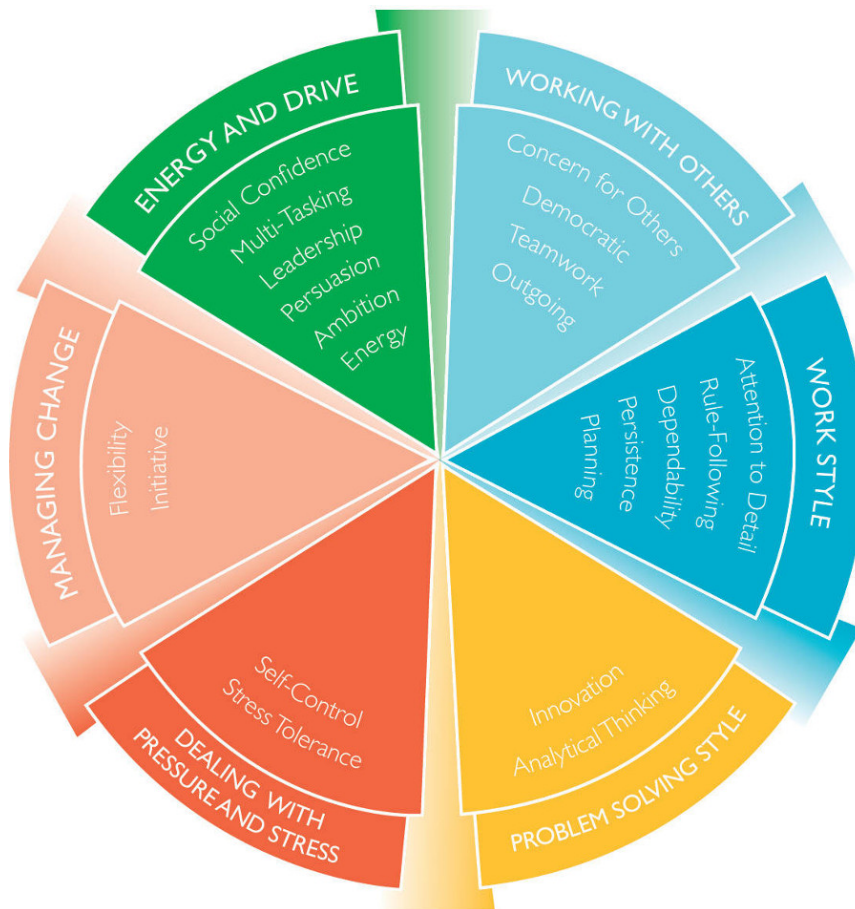 ENERGY AND DRIVE
Social Confidence
Multi-Tasking
Leadership
Persuasion
Ambition
Energy
WORKING WITH OTHERS
Concern for Others
Democratic
Teamwork
Outgoing
WORK STYLE
Attention to Detail
Rule-Following
Dependability
Persistence
Planning
PROBLEM SOLVING STYLE
Innovation
Analytical Thinking
DEALING WITH
PRESSURE AND STRESS
Self-Control
Stress Tolerance
MANAGING CHANGE
Flexibility
Initiative